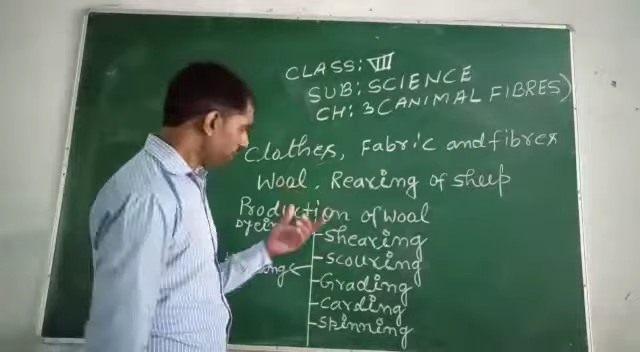 CLASS: VII
SUB: SCIENCE
CH: 3 (ANIMAL FIBRES)
Clothes, Fabric and fibres
Wool, Rearing of sheep
Production of wool
Shearing
Scouring
Grading
Carding
Spinning